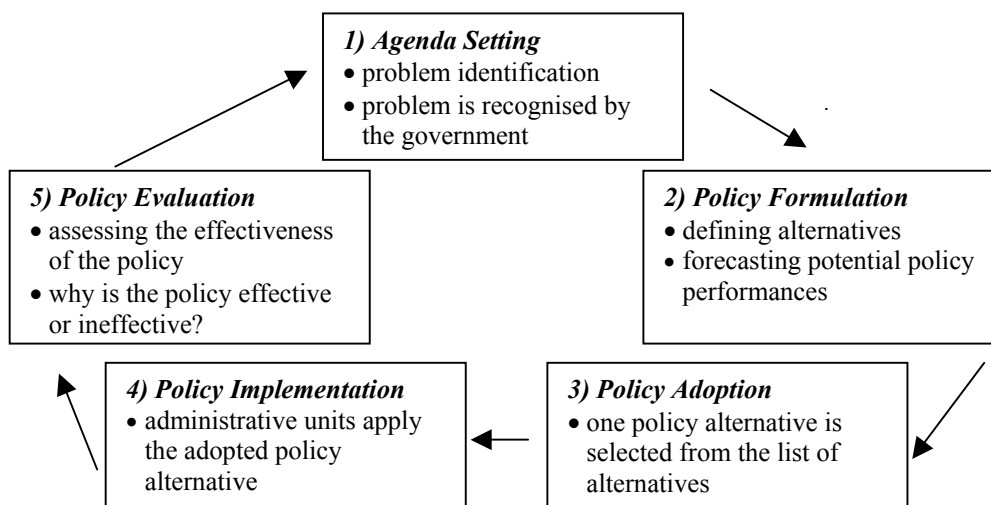 1) Agenda Setting
• problem identification
• problem is recognised by
the government
2) Policy Formulation
• defining alternatives
• forecasting potential policy
performances
3) Policy Adoption
• one policy alternative is
selected from the list of
alternatives
4) Policy Implementation
• administrative units apply
the adopted policy
alternative
5) Policy Evaluation
• assessing the effectiveness
of the policy
• why is the policy effective
or ineffective?